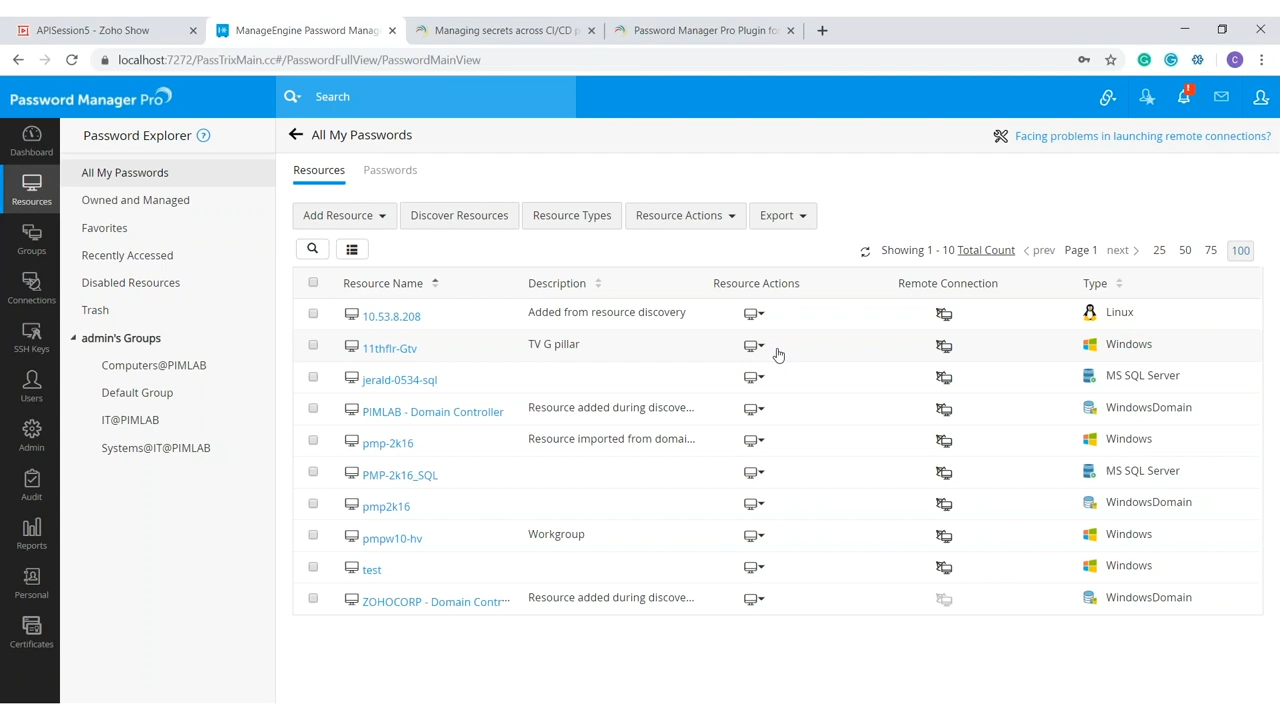 APISession5 - Zoho Show
ManageEngine Password Manag
Managing secrets across CI/CD p
Password Manager Pro Plugin for
localhost:7272/PassTrixMain.cc#/PasswordFullView/PasswordMainView
C
Password Manager Pro
Search
!
Dashboard
Resources
Groups
Connections
SSH Keys
Users
Admin
Audit
Reports
Personal
Certificates
Password Explorer ?
All My Passwords
Owned and Managed
Favorites
Recently Accessed
Disabled Resources
Trash
admin's Groups
Computers@PIMLAB
Default Group
IT@PIMLAB
Systems@IT@PIMLAB
All My Passwords
Facing problems in launching remote connections?
Resources Passwords
Add Resource Discover Resources Resource Types Resource Actions Export
Showing 1 - 10 Total Count prev Page 1 next 25 50 75 100
Resource Name Description Resource Actions Remote Connection Type
10.53.8.208 Added from resource discovery Linux
11thflr-Gtv TV G pillar Windows
jerald-0534-sql MS SQL Server
PIMLAB - Domain Controller Resource added during discove... WindowsDomain
pmp-2k16 Resource imported from domai... Windows
PMP-2k16_SQL MS SQL Server
pmp2k16 WindowsDomain
pmpw10-hv Workgroup Windows
test Windows
ZOHOCORP - Domain Contr... Resource added during discove... WindowsDomain